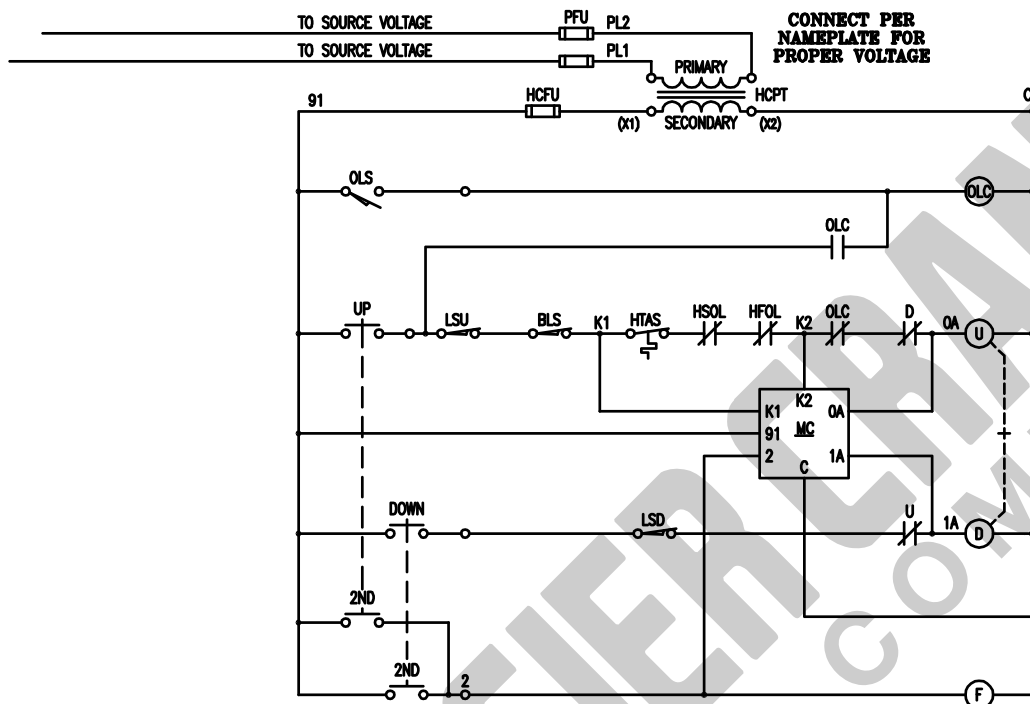 TO SOURCE VOLTAGE PFU PL2
CONNECT PER
NAMEPLATE FOR
PROPER VOLTAGE
TO SOURCE VOLTAGE PL1
PRIMARY
91 HCFU HCPT
(X1) SECONDARY (X2)
OLS OLC
OLC
UP LSU BLS K1 HTAS HSOL HFOL K2 OLC D 0A U
K2
K1 0A
91 MC
2 1A
C
DOWN LSD U 1A D
2ND
2ND 2 F